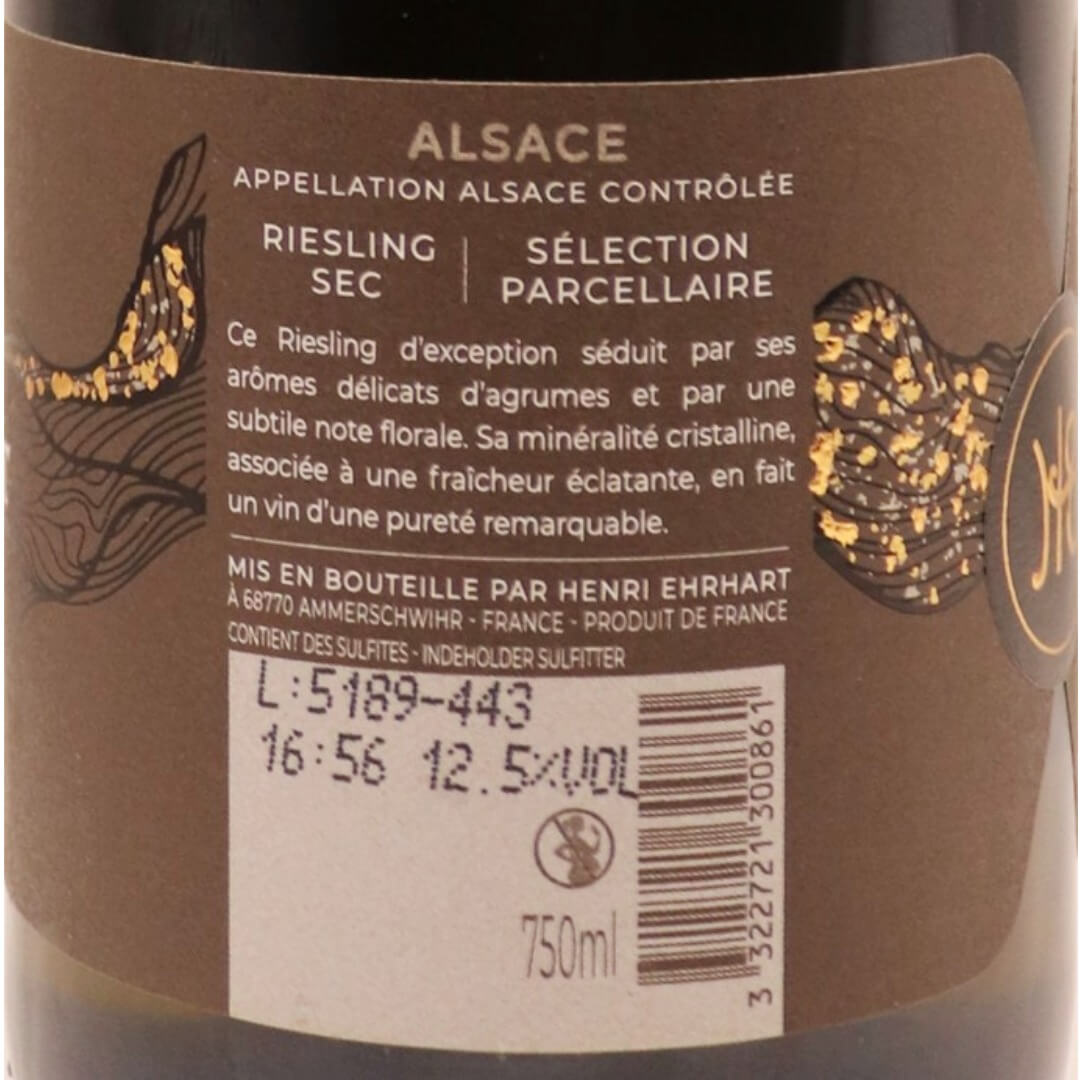 ALSACE
APPELLATION ALSACE CONTRÔLÉE
RIESLING SEC | SÉLECTION PARCELLAIRE
Ce Riesling d'exception séduit par ses
arômes délicats d'agrumes et par une
subtile note florale. Sa minéralité cristalline,
associée à une fraîcheur éclatante, en fait
un vin d'une pureté remarquable.
MIS EN BOUTEILLE PAR HENRI EHRHART
À 68770 AMMERSCHWIHR - FRANCE - PRODUIT DE FRANCE
CONTIENT DES SULFITES - INDEHOLDER SULFITTER
L:5189-443
16:56 12.5%VOL
750ml
3 322721 300861